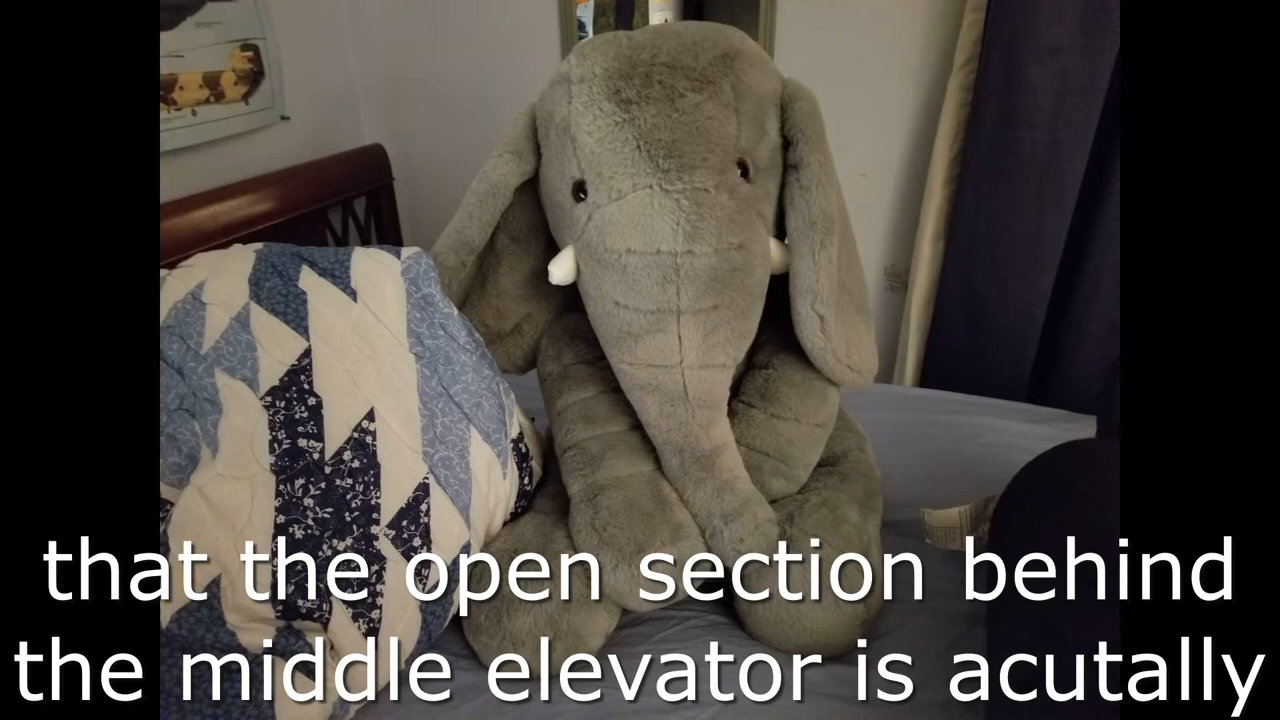 that the open section behind
the middle elevator is acutally